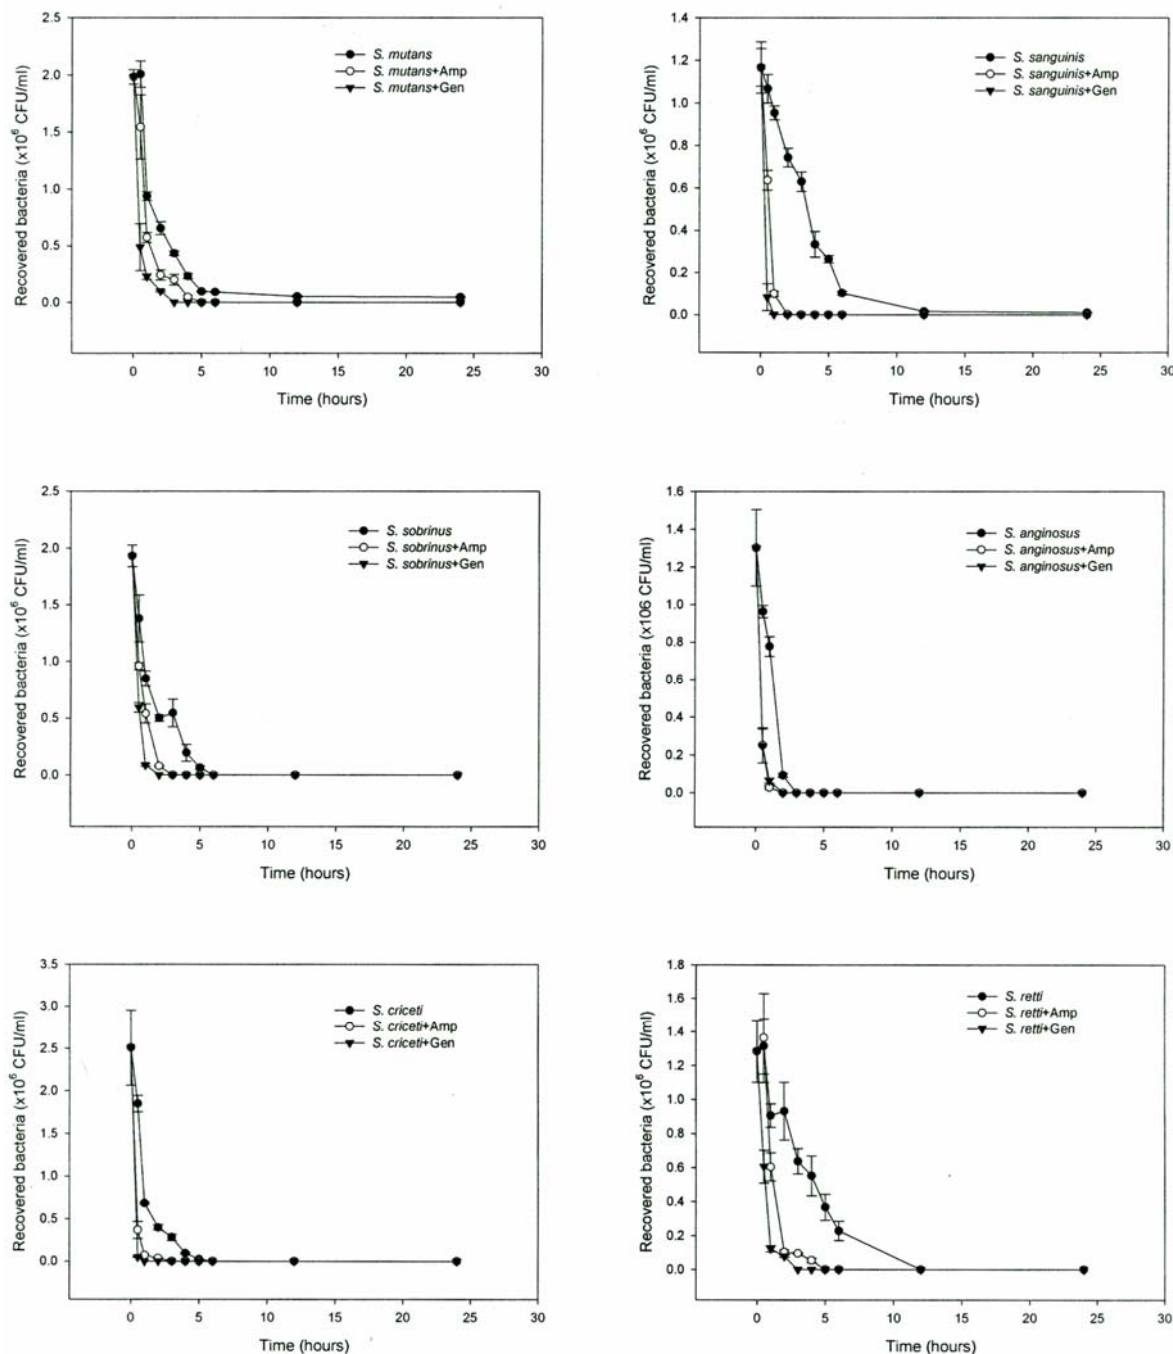 2.5
2.0
1.5
1.0
0.5
0.0
Recovered bacteria (x10⁶ CFU/ml)
S. mutans
S. mutans+Amp
S. mutans+Gen
0 5 10 15 20 25 30
Time (hours)
1.4
1.2
1.0
0.8
0.6
0.4
0.2
0.0
Recovered bacteria (x10⁶ CFU/ml)
S. sanguinis
S. sanguinis+Amp
S. sanguinis+Gen
0 5 10 15 20 25 30
Time (hours)
2.5
2.0
1.5
1.0
0.5
0.0
Recovered bacteria (x10⁶ CFU/ml)
S. sobrinus
S. sobrinus+Amp
S. sobrinus+Gen
0 5 10 15 20 25 30
Time (hours)
1.6
1.4
1.2
1.0
0.8
0.6
0.4
0.2
0.0
Recovered bacteria (x106 CFU/ml)
S. anginosus
S. anginosus+Amp
S. anginosus+Gen
0 5 10 15 20 25 30
Time (hours)
3.5
3.0
2.5
2.0
1.5
1.0
0.5
0.0
Recovered bacteria (x10⁶ CFU/ml)
S. criceti
S. criceti+Amp
S. criceti+Gen
0 5 10 15 20 25 30
Time (hours)
1.8
1.6
1.4
1.2
1.0
0.8
0.6
0.4
0.2
0.0
Recovered bacteria (x10⁶ CFU/ml)
S. retti
S. retti+Amp
S. retti+Gen
0 5 10 15 20 25 30
Time (hours)